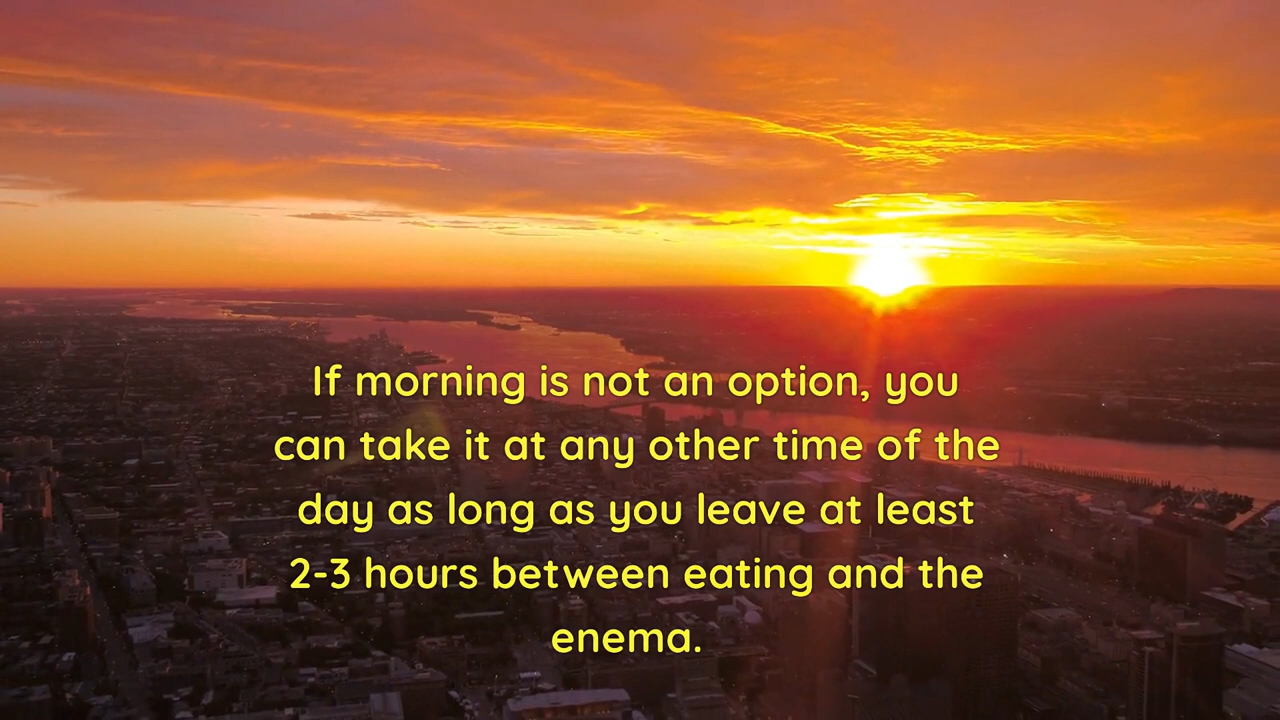 If morning is not an option, you
can take it at any other time of the
day as long as you leave at least
2-3 hours between eating and the
enema.